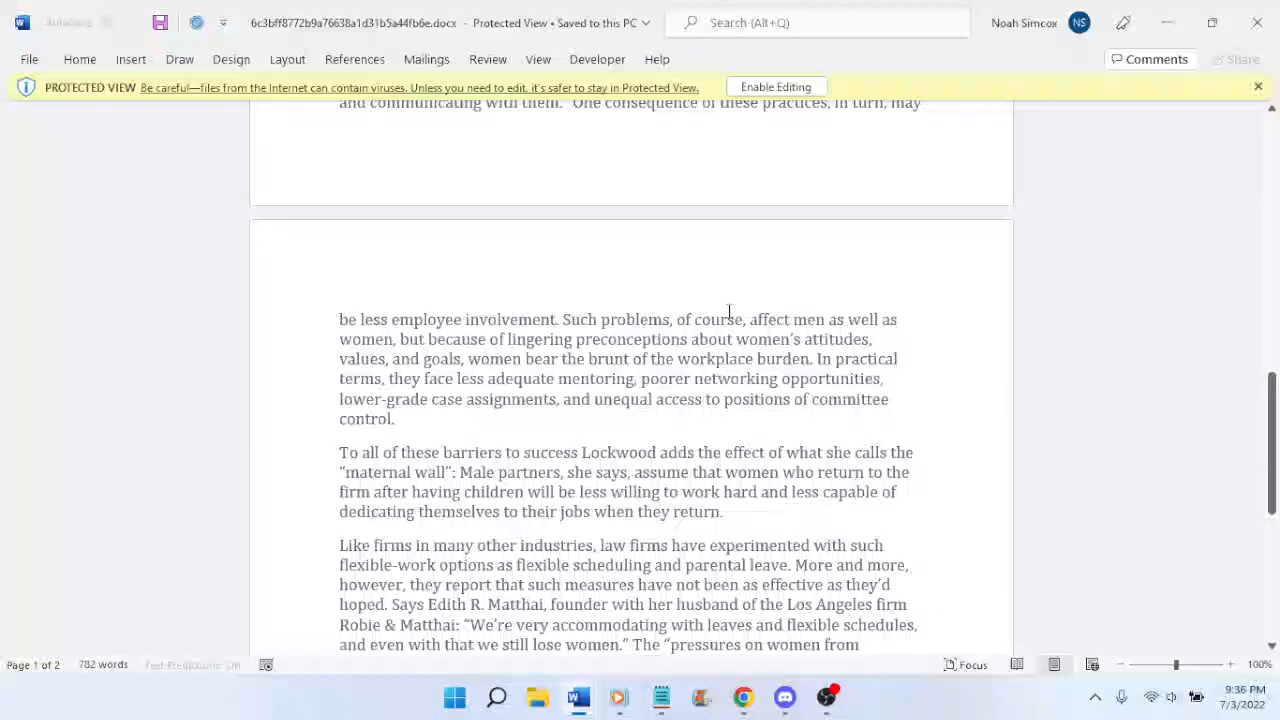 6c3bff8772b9a76638a1d31b5a44fb6e.docx - Protected View • Saved to this PC
Search (Alt+Q)
Noah Simcox
NS
File Home Insert Draw Design Layout References Mailings Review View Developer Help
Comments
Share
PROTECTED VIEW Be careful—files from the Internet can contain viruses. Unless you need to edit, it's safer to stay in Protected View.
Enable Editing
and communicating with them.” One consequence of these practices, in turn, may
be less employee involvement. Such problems, of course, affect men as well as
women, but because of lingering preconceptions about women’s attitudes,
values, and goals, women bear the brunt of the workplace burden. In practical
terms, they face less adequate mentoring, poorer networking opportunities,
lower-grade case assignments, and unequal access to positions of committee
control.
To all of these barriers to success Lockwood adds the effect of what she calls the
“maternal wall”: Male partners, she says, assume that women who return to the
firm after having children will be less willing to work hard and less capable of
dedicating themselves to their jobs when they return.
Like firms in many other industries, law firms have experimented with such
flexible-work options as flexible scheduling and parental leave. More and more,
however, they report that such measures have not been as effective as they’d
hoped. Says Edith R. Matthai, founder with her husband of the Los Angeles firm
Robie & Matthai: “We’re very accommodating with leaves and flexible schedules,
and even with that we still lose women.” The “pressures on women from
Page 1 of 2
782 words
Focus
100%
9:36 PM
7/3/2022